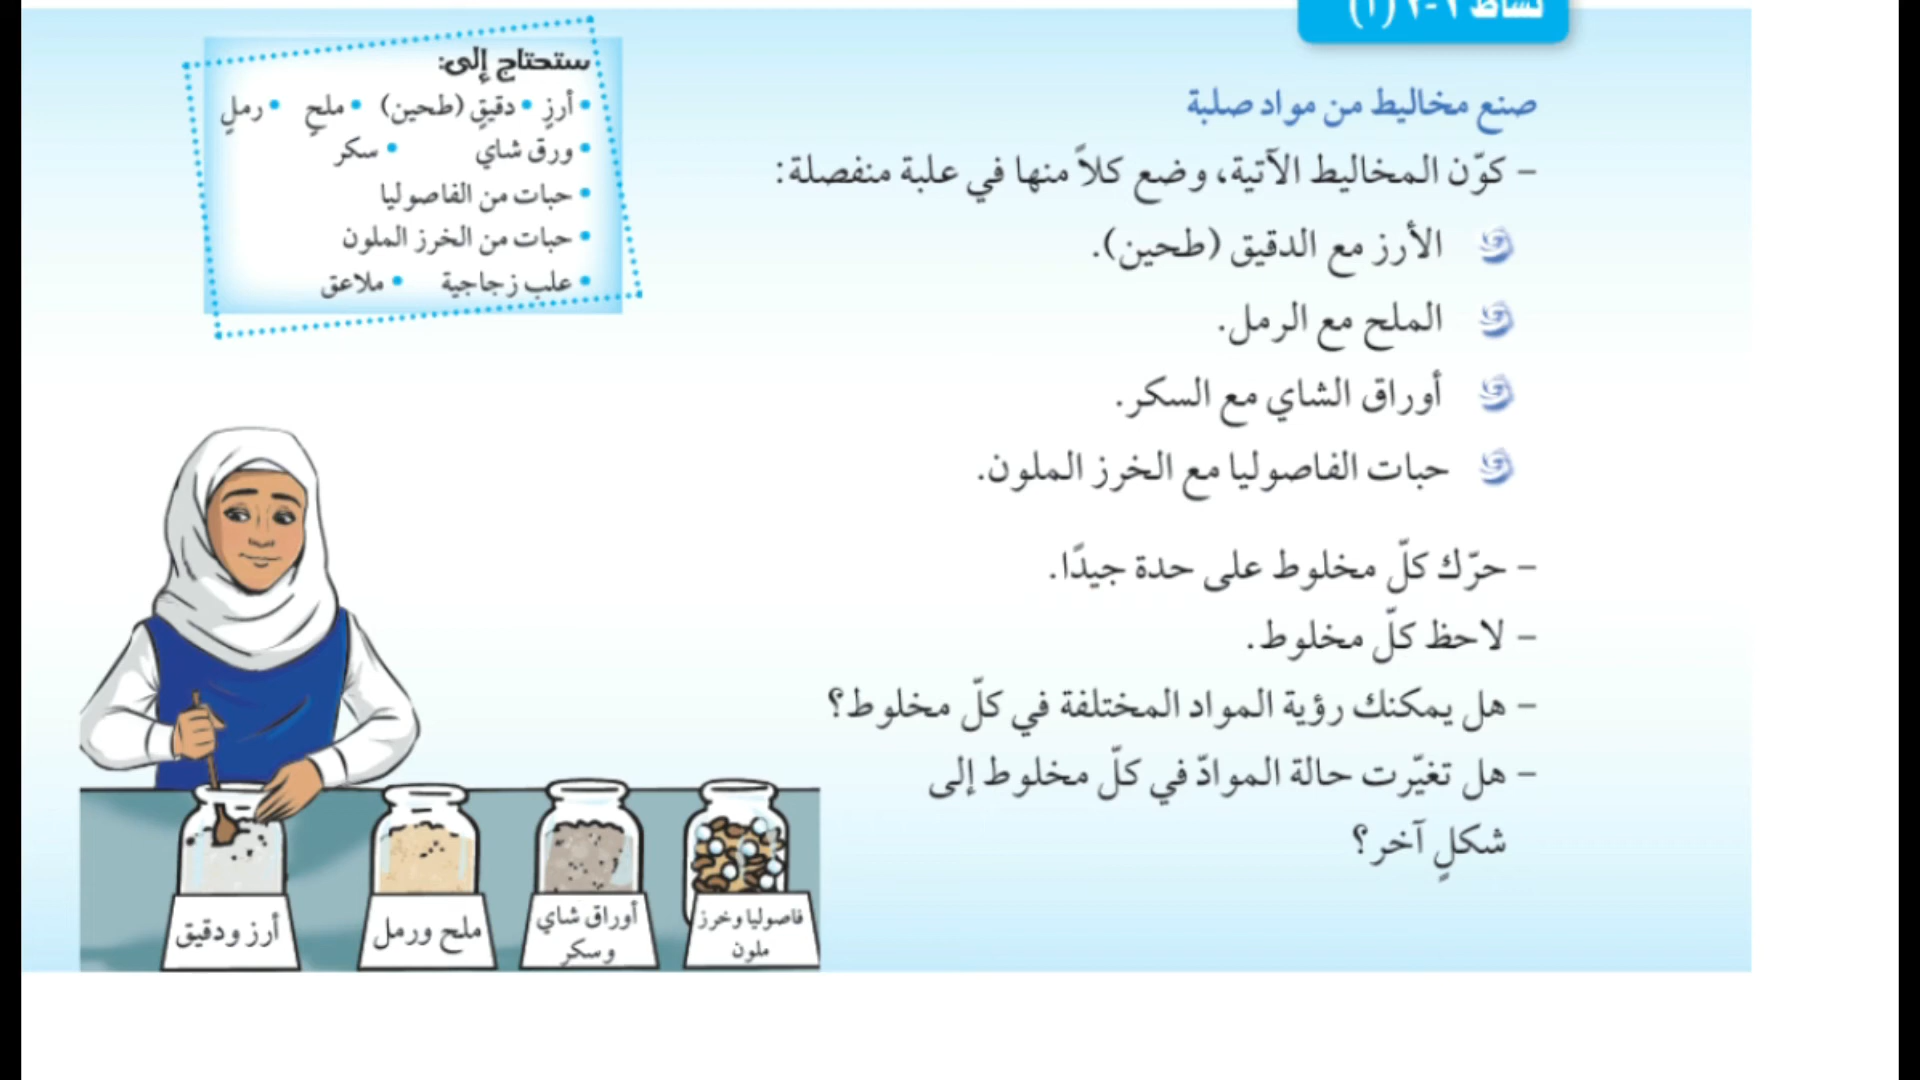 نشاط
صنع مخاليط من مواد صلبة
– كوّن المخاليط الآتية، وضع كلاً منها في علبة منفصلة:
الأرز مع الدقيق (طحين).
الملح مع الرمل.
أوراق الشاي مع السكر.
حبات الفاصوليا مع الخرز الملون.
– حرّك كلّ مخلوط على حدة جيدًا.
– لاحظ كلّ مخلوط.
– هل يمكنك رؤية المواد المختلفة في كلّ مخلوط؟
– هل تغيّرت حالة الموادّ في كلّ مخلوط إلى
شكلٍ آخر؟
ستحتاج إلى:
• أرزٍ • دقيقٍ (طحين) • ملحٍ • رملٍ
• ورق شاي • سكر
• حبات من الفاصوليا
• حبات من الخرز الملون
• علب زجاجية • ملاعق
فاصوليا وخرز
ملون
أوراق شاي
وسكر
ملح ورمل
أرز ودقيق